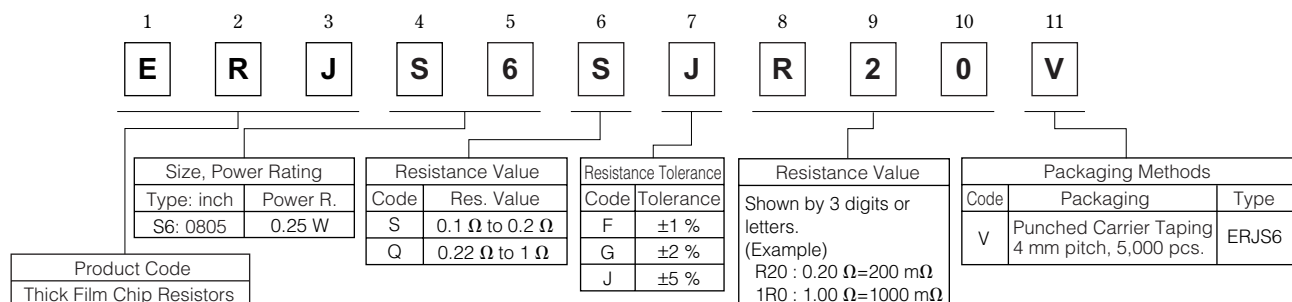 1 2 3 4 5 6 7 8 9 10 11
E R J S 6 S J R 2 0 V
Size, Power Rating
Type: inch Power R.
S6: 0805 0.25 W
Resistance Value
Code Res. Value
S 0.1 Ω to 0.2 Ω
Q 0.22 Ω to 1 Ω
Resistance Tolerance
Code Tolerance
F ±1 %
G ±2 %
J ±5 %
Resistance Value
Shown by 3 digits or
letters.
(Example)
R20 : 0.20 Ω=200 mΩ
1R0 : 1.00 Ω=1000 mΩ
Packaging Methods
Code Packaging Type
V Punched Carrier Taping
4 mm pitch, 5,000 pcs. ERJS6
Product Code
Thick Film Chip Resistors